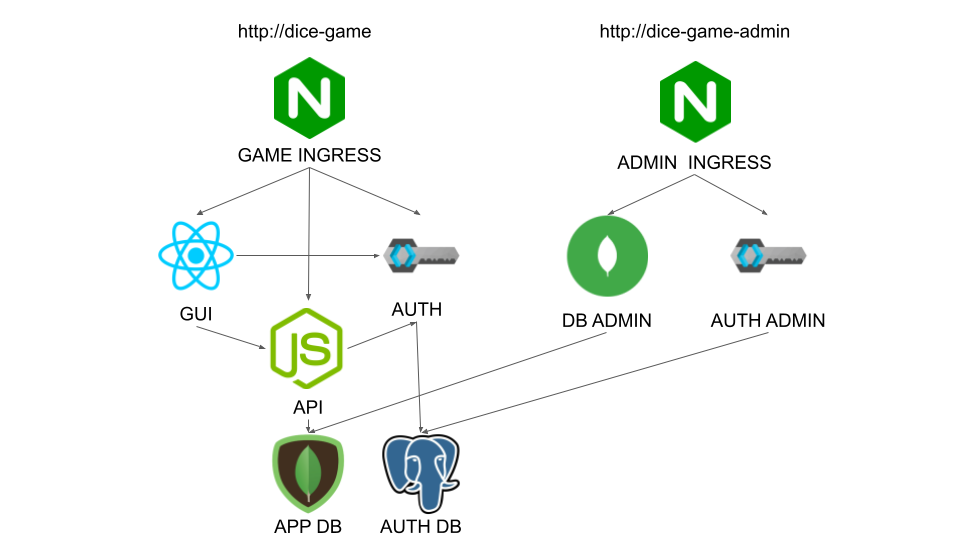 http://dice-game
http://dice-game-admin
GAME INGRESS
ADMIN INGRESS
GUI
AUTH
DB ADMIN
AUTH ADMIN
JS
API
APP DB
AUTH DB